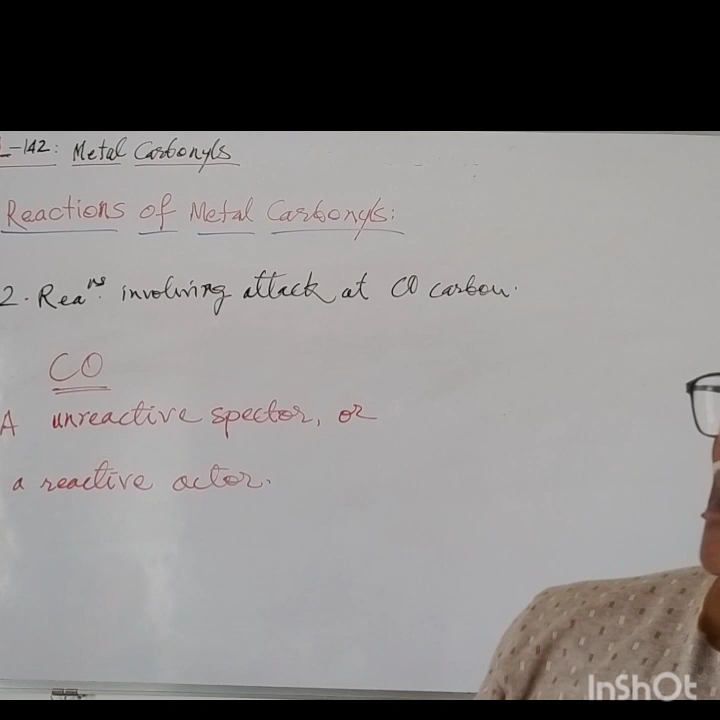 L-142: Metal Carbonyls
Reactions of Metal Carbonyls:
2. Reaⁿˢ. involving attack at CO carbon.
CO
A unreactive spector, or
a reactive actor.
InShOt